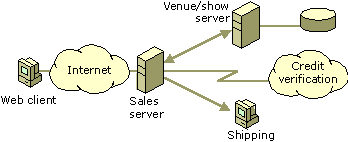 Venue/show
server
Internet
Credit
verification
Web client
Sales
server
Shipping